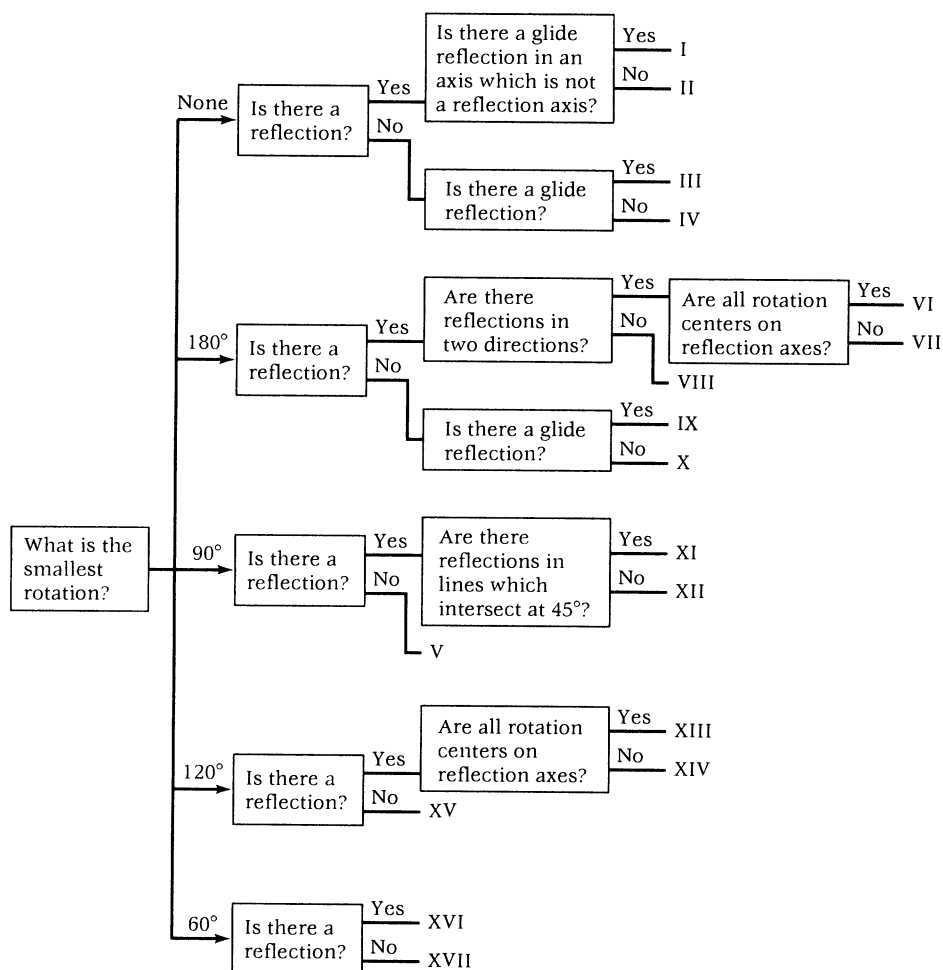 What is the
smallest
rotation?
None
Is there a
reflection?
Yes
Is there a glide
reflection in an
axis which is not
a reflection axis?
Yes
I
No
II
No
Is there a glide
reflection?
Yes
III
No
IV
180°
Is there a
reflection?
Yes
Are there
reflections in
two directions?
Yes
Are all rotation
centers on
reflection axes?
Yes
VI
No
VII
No
VIII
No
Is there a glide
reflection?
Yes
IX
No
X
90°
Is there a
reflection?
Yes
Are there
reflections in
lines which
intersect at 45°?
Yes
XI
No
XII
No
V
120°
Is there a
reflection?
Yes
Are all rotation
centers on
reflection axes?
Yes
XIII
No
XIV
No
XV
60°
Is there a
reflection?
Yes
XVI
No
XVII